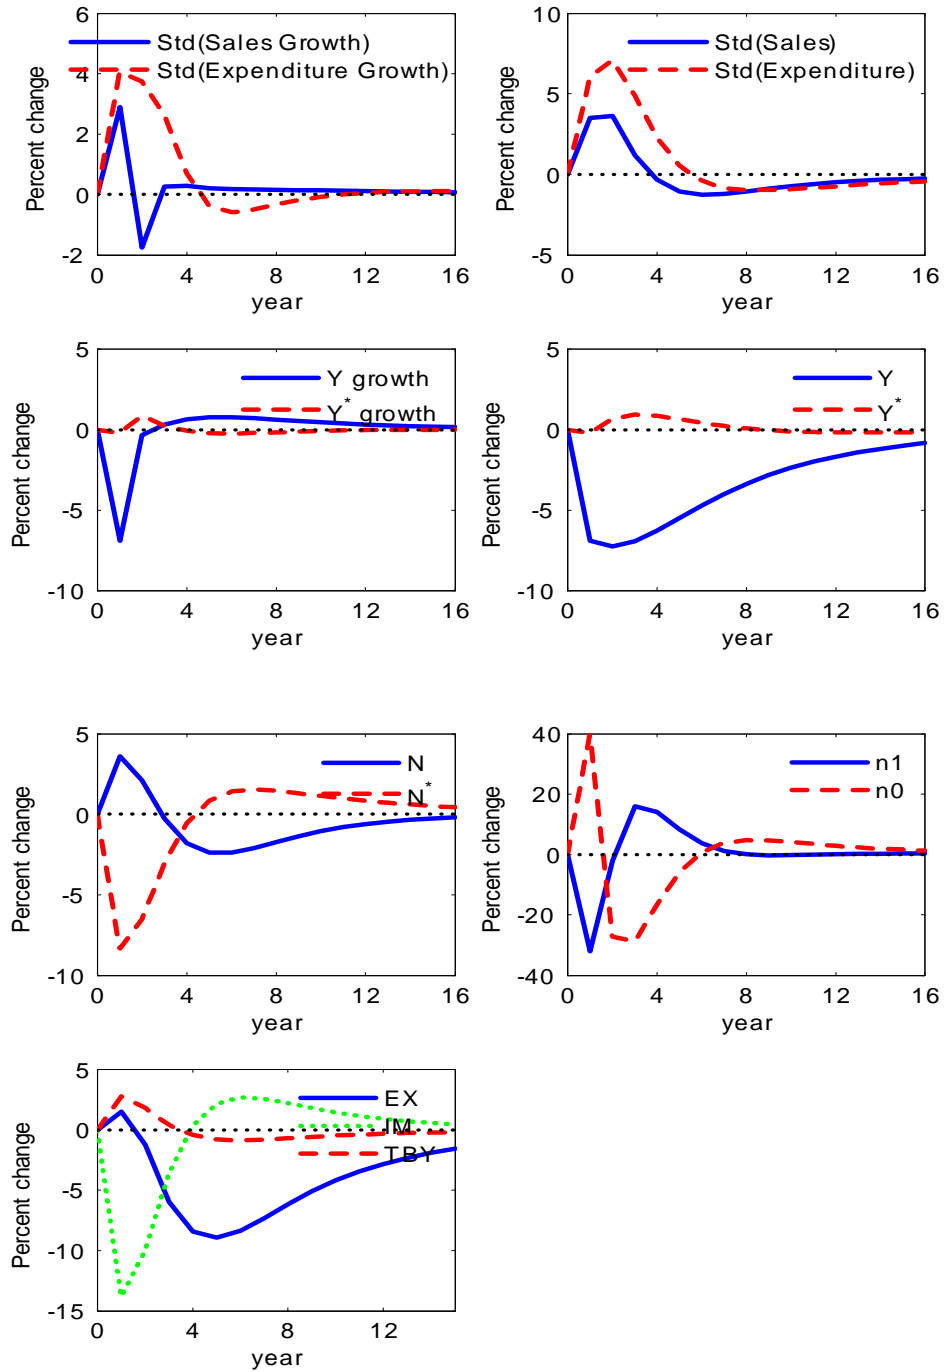 6
4
2
0
-2
Percent change
Std(Sales Growth)
Std(Expenditure Growth)
0 4 8 12 16
year
10
5
0
-5
Percent change
Std(Sales)
Std(Expenditure)
0 4 8 12 16
year
5
0
-5
-10
Percent change
Y growth
Y* growth
0 4 8 12 16
year
5
0
-5
-10
Percent change
Y
Y*
0 4 8 12 16
year
5
0
-5
-10
Percent change
N
N*
0 4 8 12 16
year
40
20
0
-20
-40
Percent change
n1
n0
0 4 8 12 16
year
5
0
-5
-10
-15
Percent change
EX
IM
TBY
0 4 8 12
year